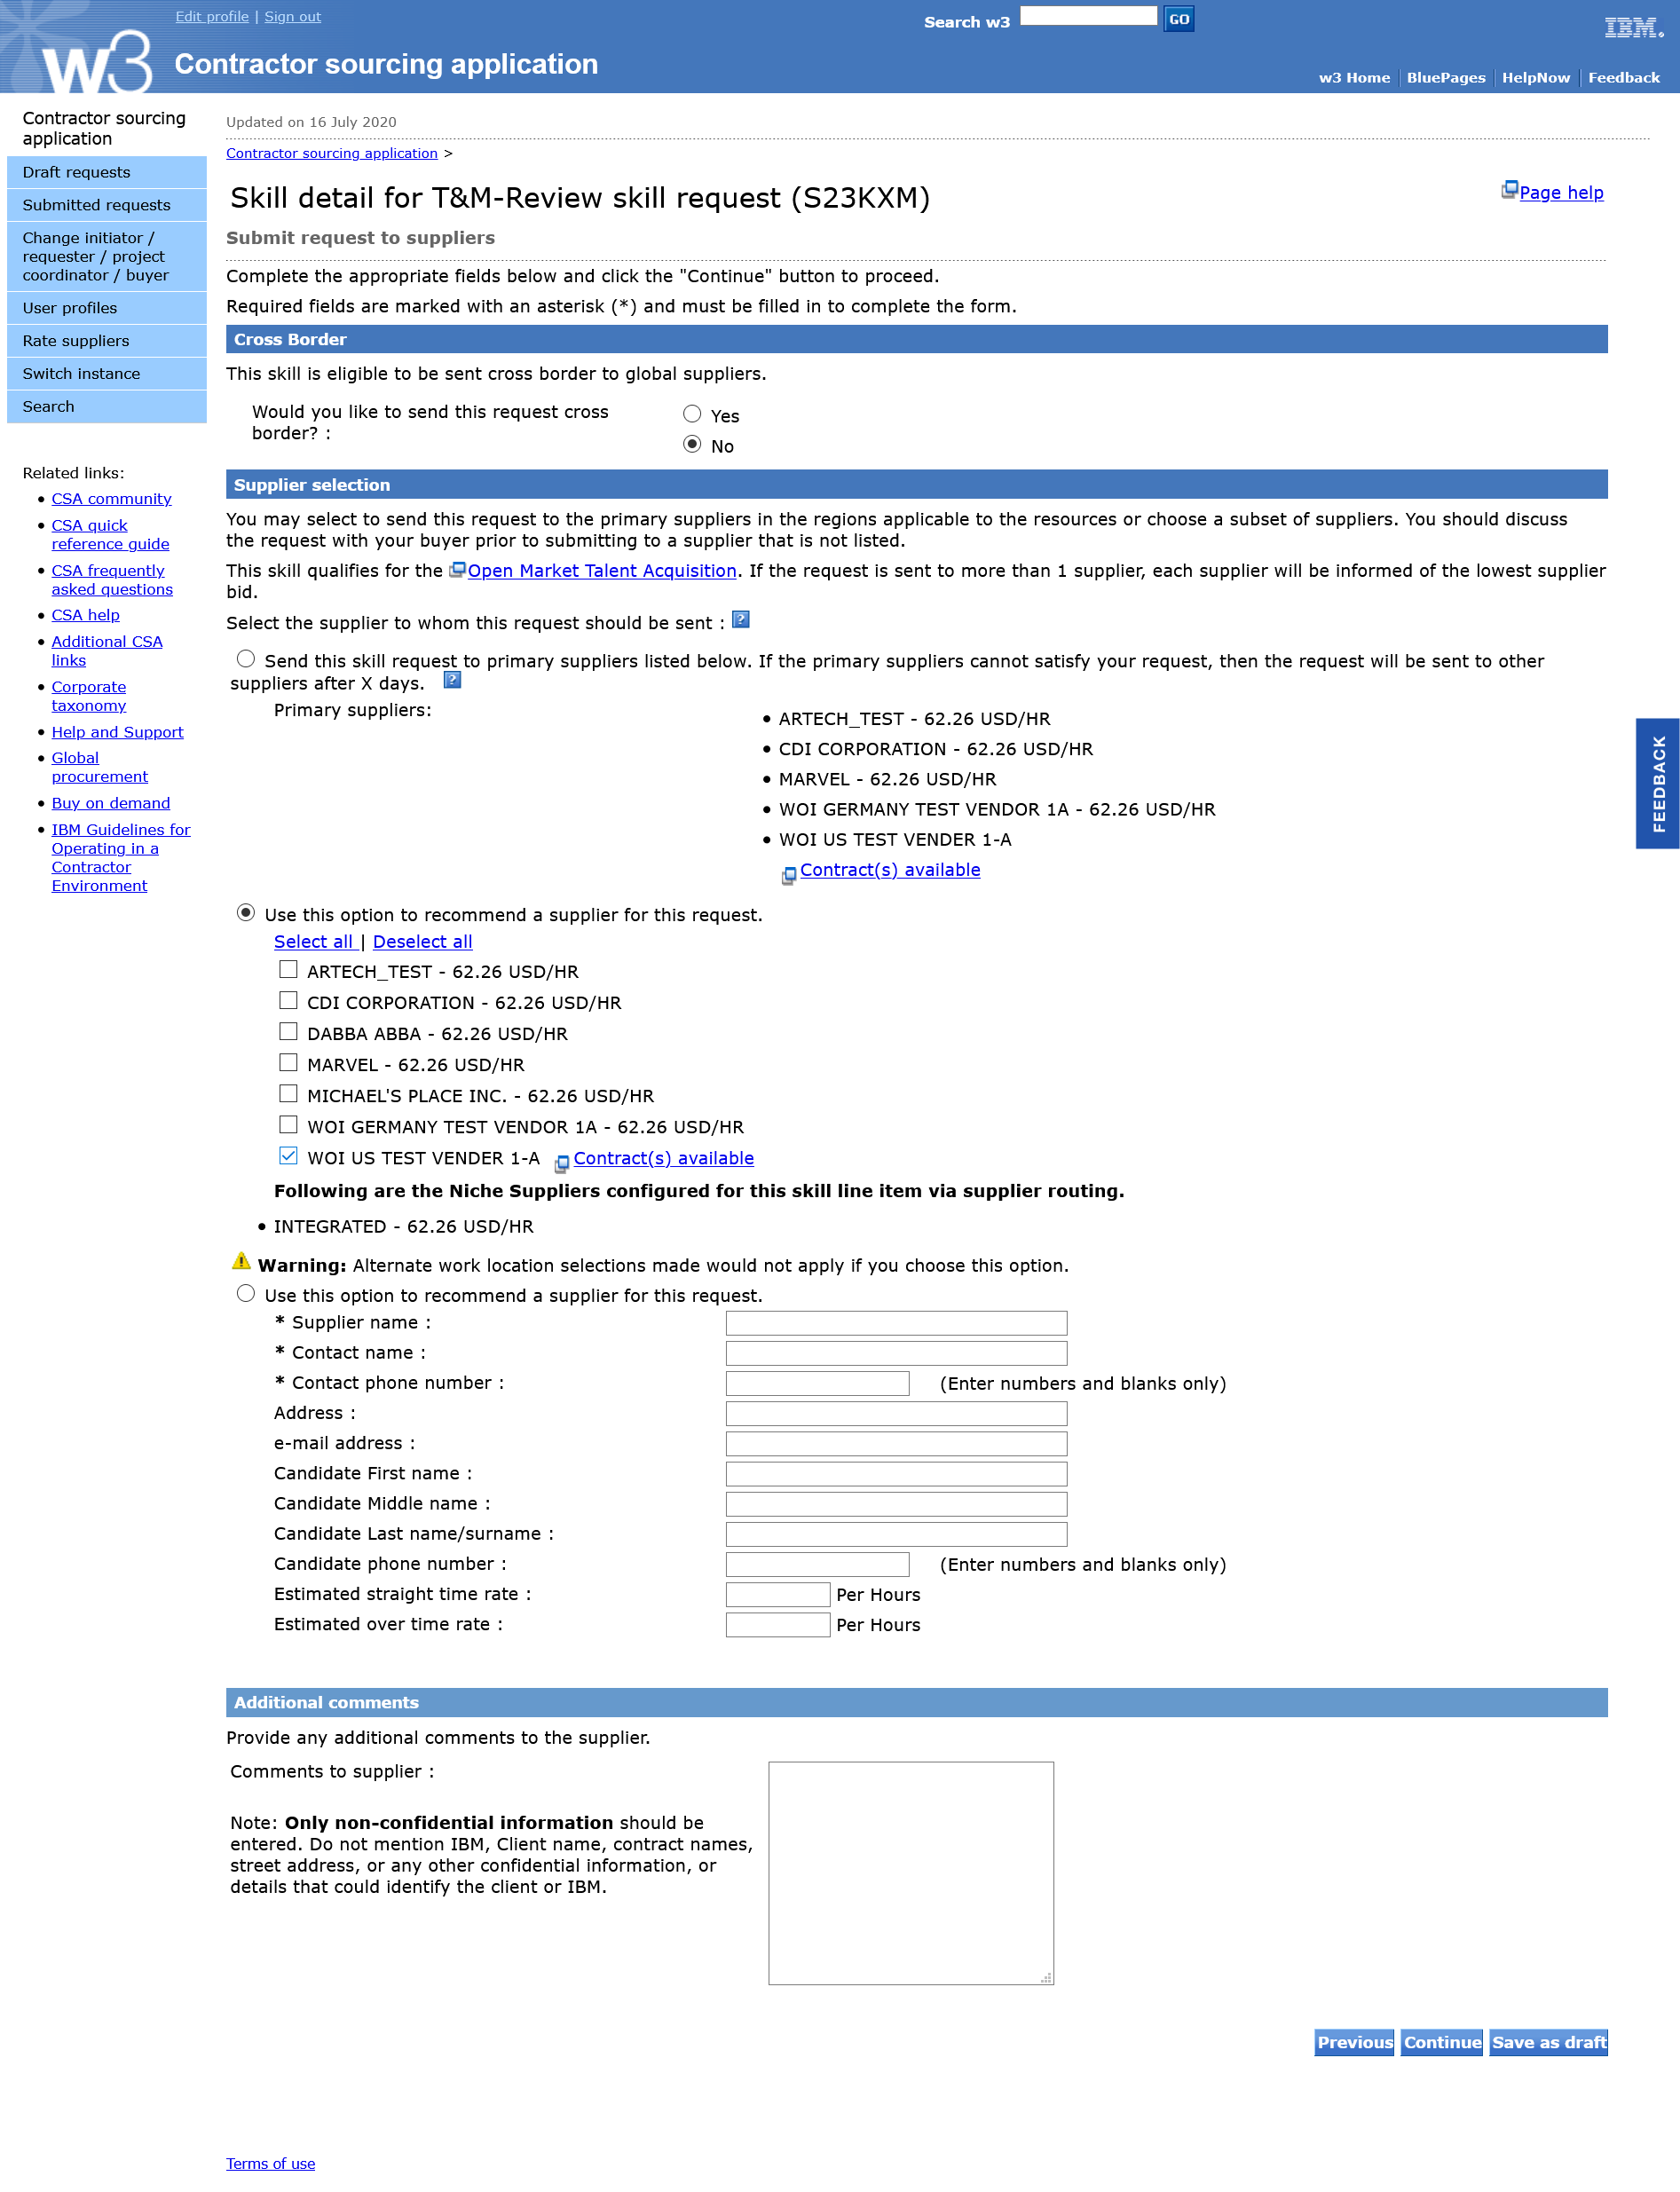 Edit profile | Sign out
Search w3
GO
IBM.
w3
Contractor sourcing application
w3 Home
BluePages
HelpNow
Feedback
Contractor sourcing
application
Draft requests
Submitted requests
Change initiator /
requester / project
coordinator / buyer
User profiles
Rate suppliers
Switch instance
Search
Related links:
CSA community
CSA quick
reference guide
CSA frequently
asked questions
CSA help
Additional CSA
links
Corporate
taxonomy
Help and Support
Global
procurement
Buy on demand
IBM Guidelines for
Operating in a
Contractor
Environment
Updated on 16 July 2020
Contractor sourcing application >
Skill detail for T&M-Review skill request (S23KXM)
Page help
Submit request to suppliers
Complete the appropriate fields below and click the "Continue" button to proceed.
Required fields are marked with an asterisk (*) and must be filled in to complete the form.
Cross Border
This skill is eligible to be sent cross border to global suppliers.
Would you like to send this request cross
border? :
Yes
No
Supplier selection
You may select to send this request to the primary suppliers in the regions applicable to the resources or choose a subset of suppliers. You should discuss
the request with your buyer prior to submitting to a supplier that is not listed.
This skill qualifies for the Open Market Talent Acquisition. If the request is sent to more than 1 supplier, each supplier will be informed of the lowest supplier
bid.
Select the supplier to whom this request should be sent : ?
Send this skill request to primary suppliers listed below. If the primary suppliers cannot satisfy your request, then the request will be sent to other
suppliers after X days. ?
Primary suppliers:
ARTECH_TEST - 62.26 USD/HR
CDI CORPORATION - 62.26 USD/HR
MARVEL - 62.26 USD/HR
WOI GERMANY TEST VENDOR 1A - 62.26 USD/HR
WOI US TEST VENDER 1-A
Contract(s) available
FEEDBACK
Use this option to recommend a supplier for this request.
Select all | Deselect all
ARTECH_TEST - 62.26 USD/HR
CDI CORPORATION - 62.26 USD/HR
DABBA ABBA - 62.26 USD/HR
MARVEL - 62.26 USD/HR
MICHAEL'S PLACE INC. - 62.26 USD/HR
WOI GERMANY TEST VENDOR 1A - 62.26 USD/HR
WOI US TEST VENDER 1-A Contract(s) available
Following are the Niche Suppliers configured for this skill line item via supplier routing.
INTEGRATED - 62.26 USD/HR
Warning: Alternate work location selections made would not apply if you choose this option.
Use this option to recommend a supplier for this request.
* Supplier name :
* Contact name :
* Contact phone number : (Enter numbers and blanks only)
Address :
e-mail address :
Candidate First name :
Candidate Middle name :
Candidate Last name/surname :
Candidate phone number : (Enter numbers and blanks only)
Estimated straight time rate : Per Hours
Estimated over time rate : Per Hours
Additional comments
Provide any additional comments to the supplier.
Comments to supplier :
Note: Only non-confidential information should be
entered. Do not mention IBM, Client name, contract names,
street address, or any other confidential information, or
details that could identify the client or IBM.
Previous
Continue
Save as draft
Terms of use